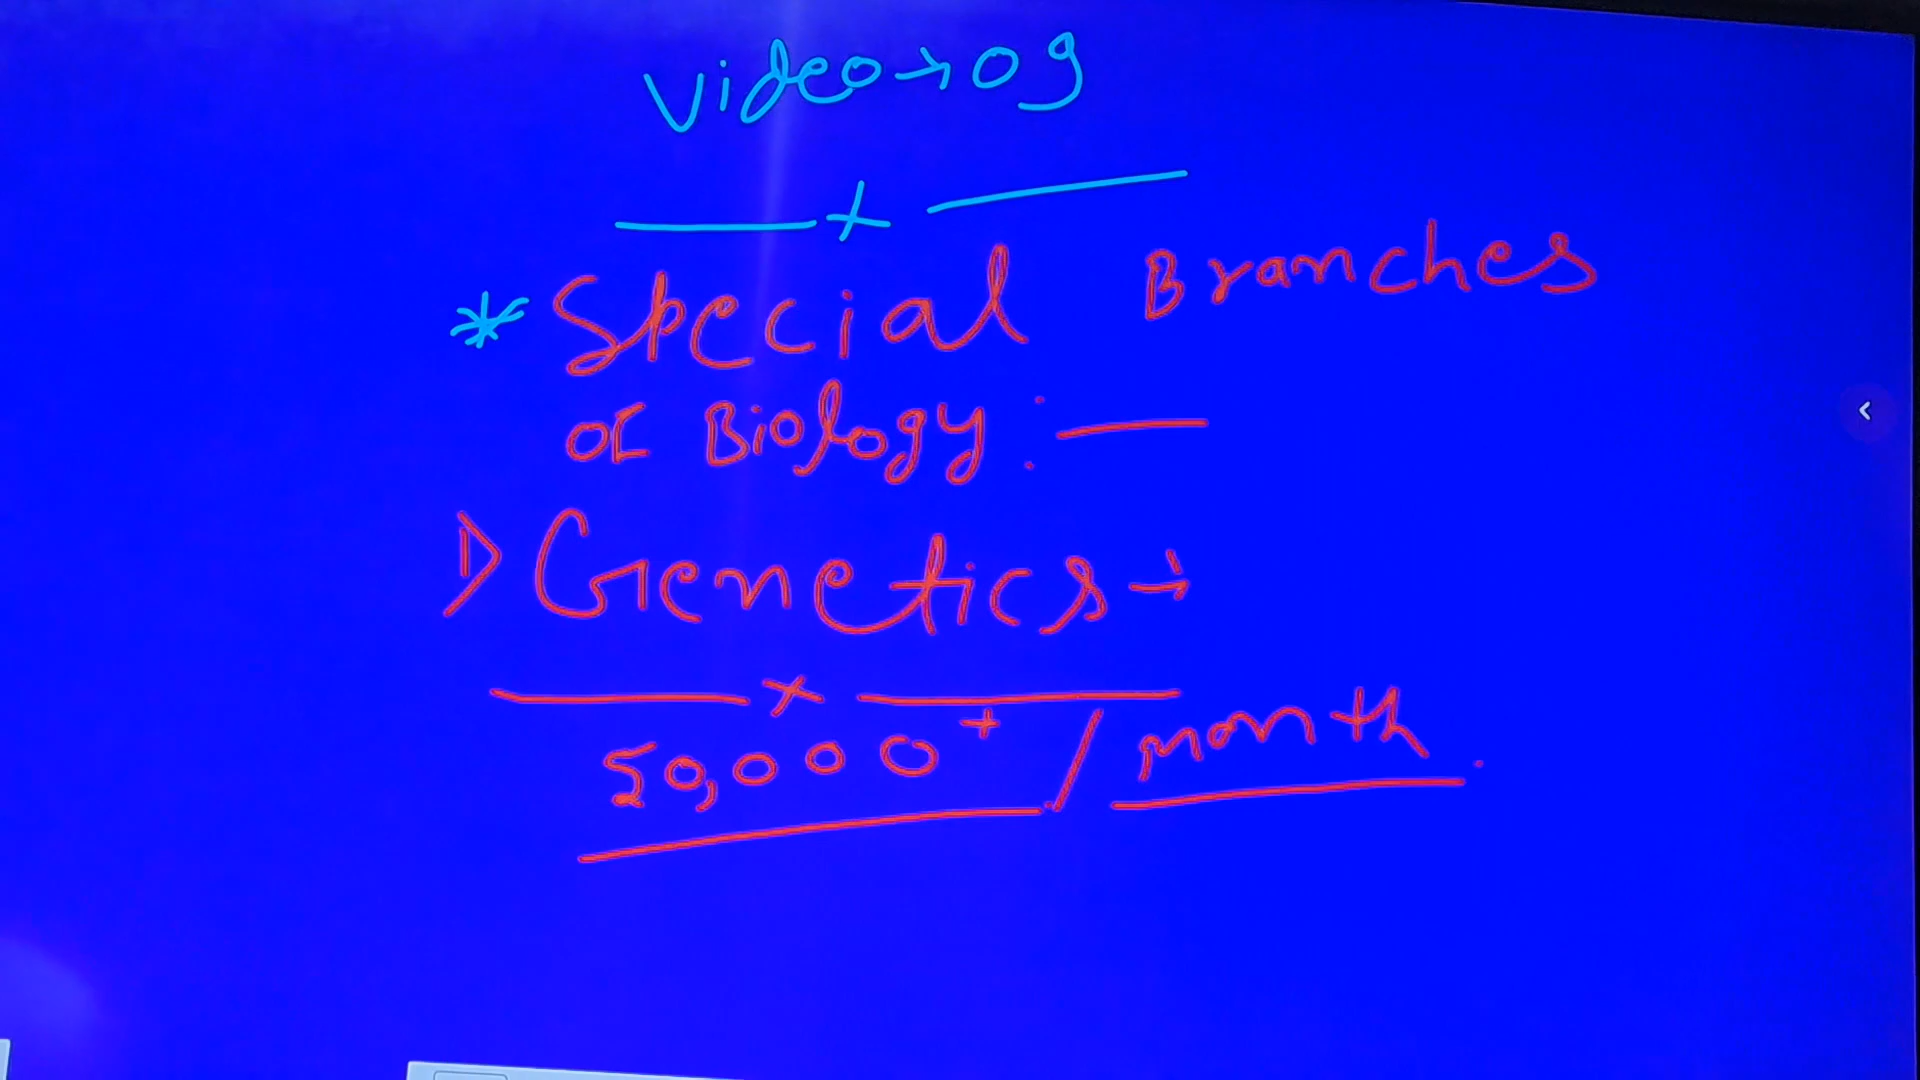 Video → 09
* Special Branches
of Biology : —
1) Genetics →
50,000+ / month.